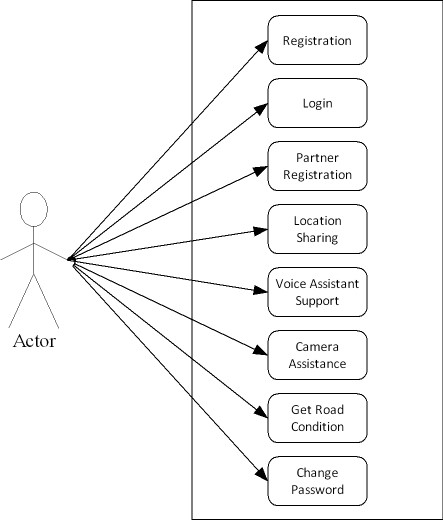 Registration
Login
Partner
Registration
Location
Sharing
Voice Assistant
Support
Camera
Assistance
Get Road
Condition
Change
Password
Actor